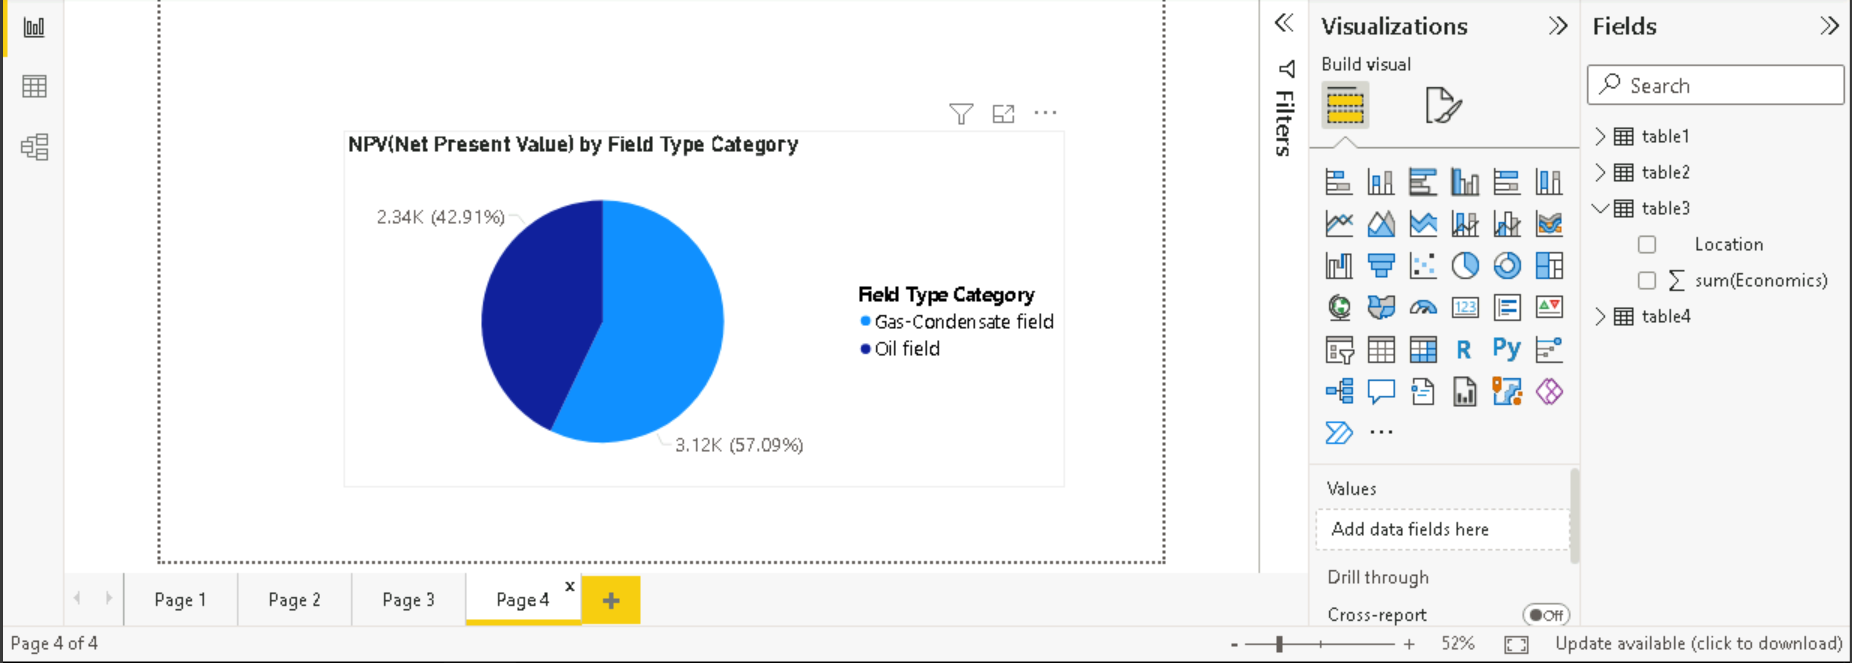 NPV(Net Present Value) by Field Type Category
2.34K (42.91%)
3.12K (57.09%)
Field Type Category
Gas-Condensate field
Oil field
Filters
Visualizations
Build visual
123
R
Py
Values
Add data fields here
Drill through
Cross-report
Off
Fields
Search
table1
table2
table3
Location
∑ sum(Economics)
table4
Page 1
Page 2
Page 3
Page 4
x
+
Page 4 of 4
- + 52%
Update available (click to download)